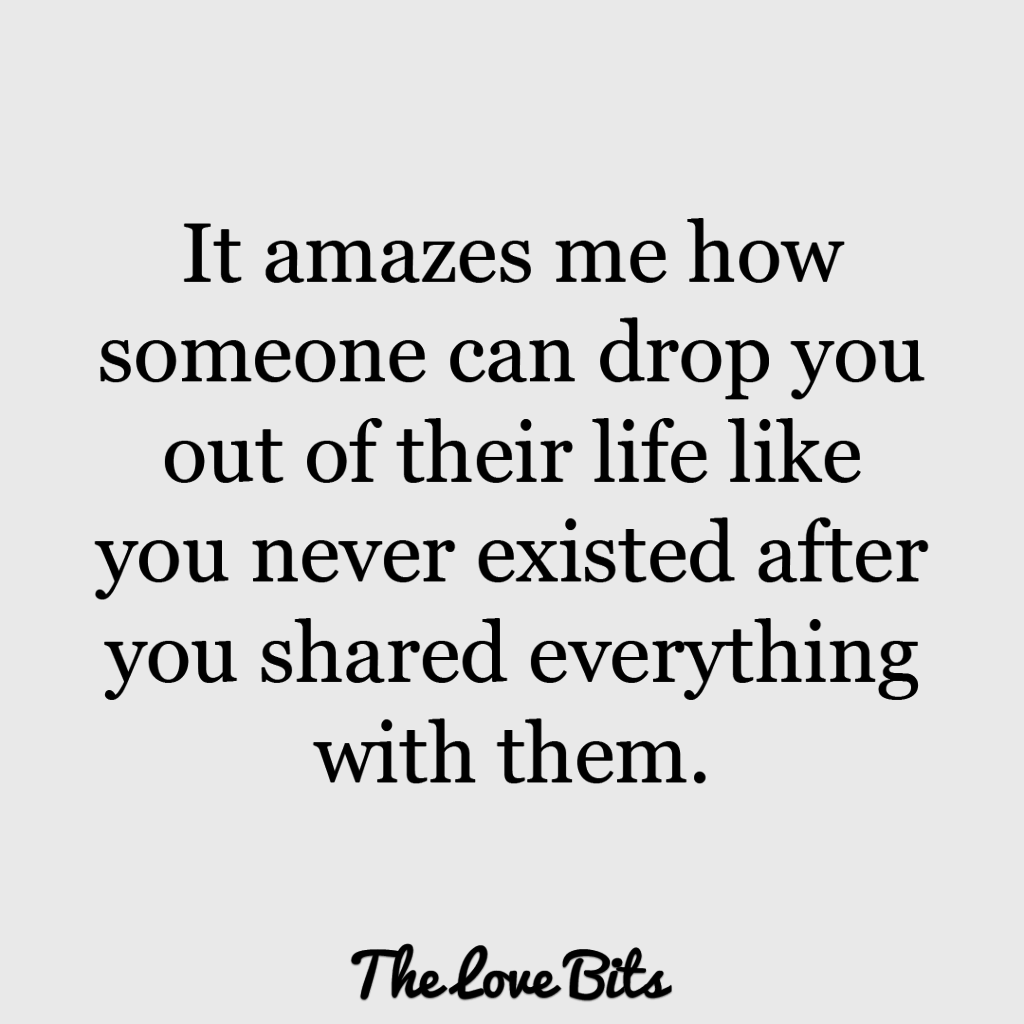 It amazes me how
someone can drop you
out of their life like
you never existed after
you shared everything
with them.
The Love Bits